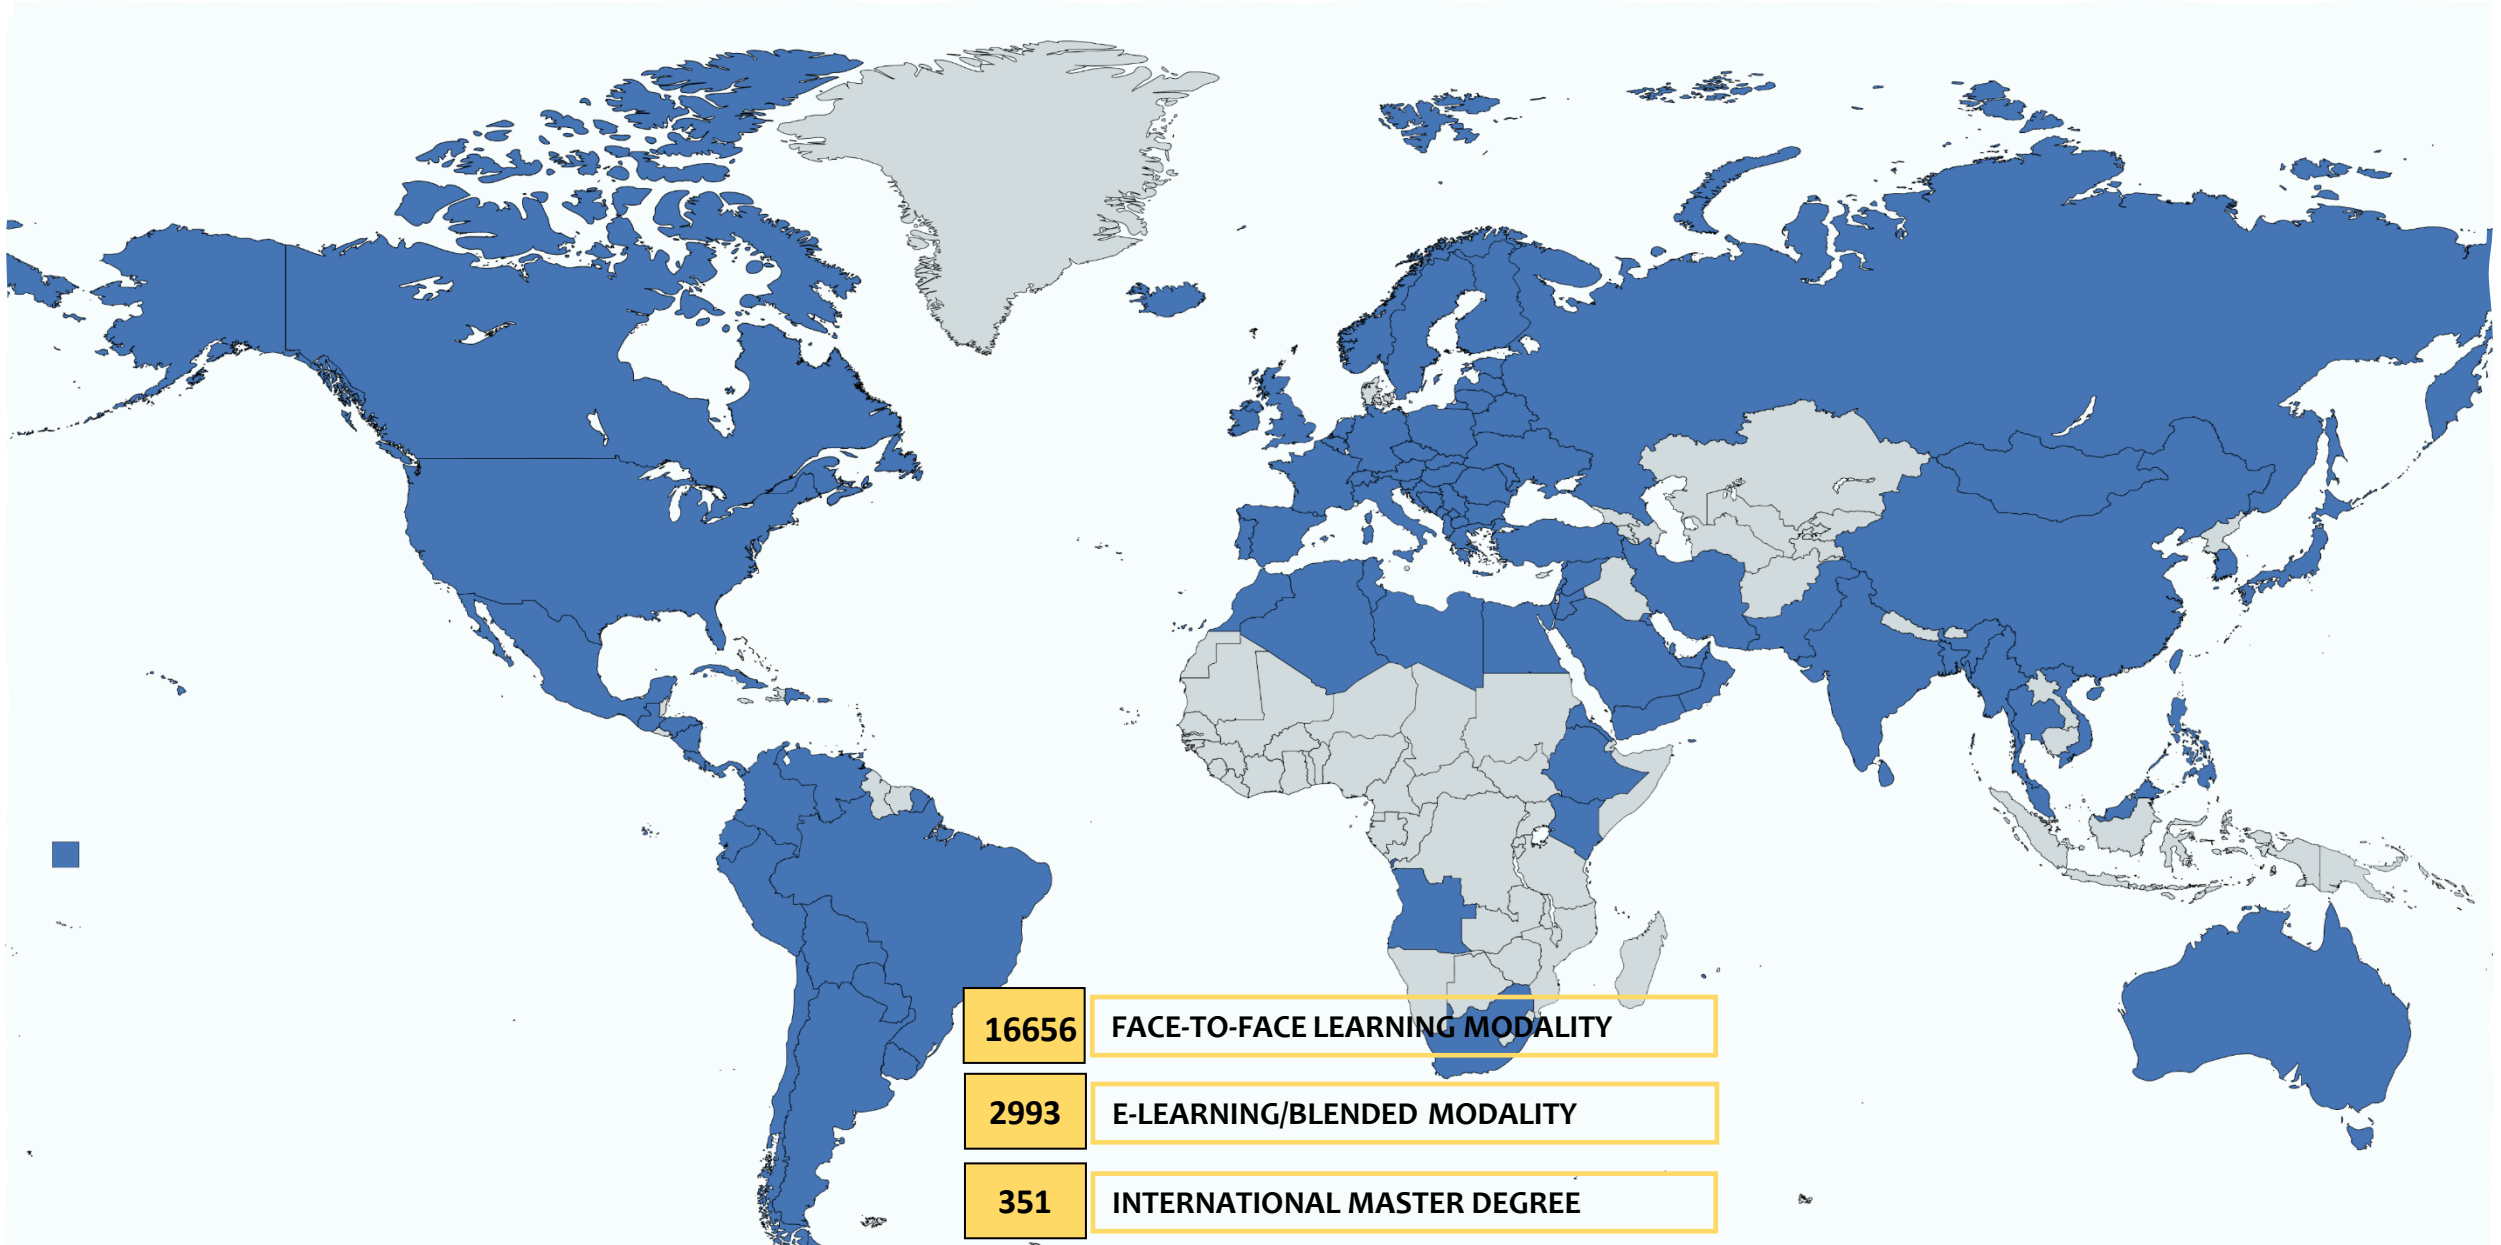 16656 FACE-TO-FACE LEARNING MODALITY
2993 E-LEARNING/BLENDED MODALITY
351 INTERNATIONAL MASTER DEGREE